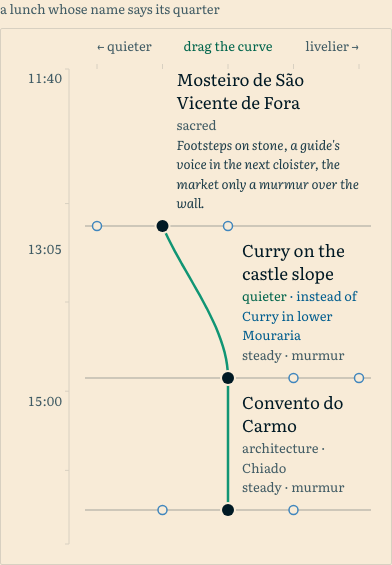 a lunch whose name says its quarter
← quieter drag the curve livelier →
11:40
Mosteiro de São
Vicente de Fora
sacred
Footsteps on stone, a guide's
voice in the next cloister, the
market only a murmur over the
wall.
13:05
Curry on the
castle slope
quieter · instead of
Curry in lower
Mouraria
steady · murmur
15:00
Convento do
Carmo
architecture ·
Chiado
steady · murmur